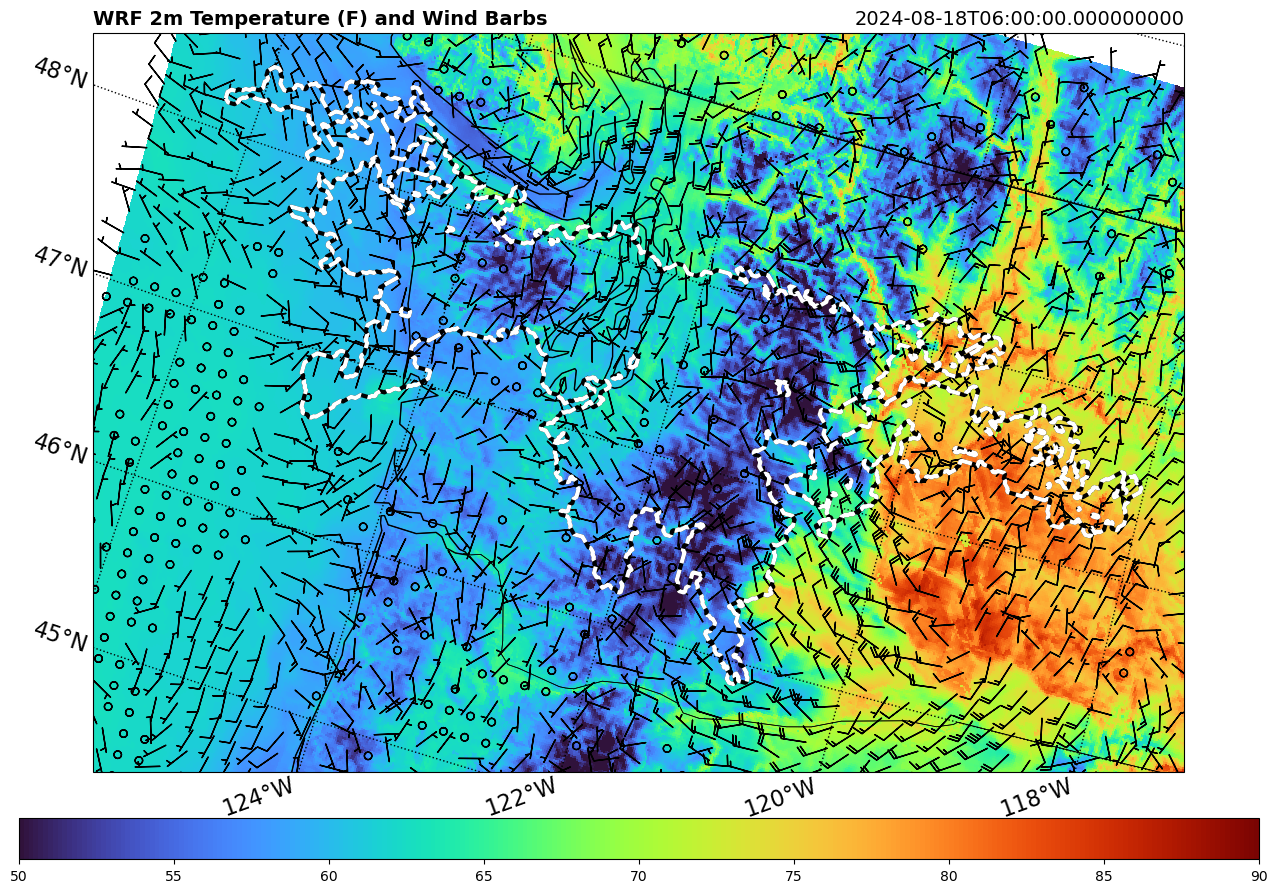 WRF 2m Temperature (F) and Wind Barbs
2024-08-18T06:00:00.000000000
48°N
47°N
46°N
45°N
124°W
122°W
120°W
118°W
50
55
60
65
70
75
80
85
90